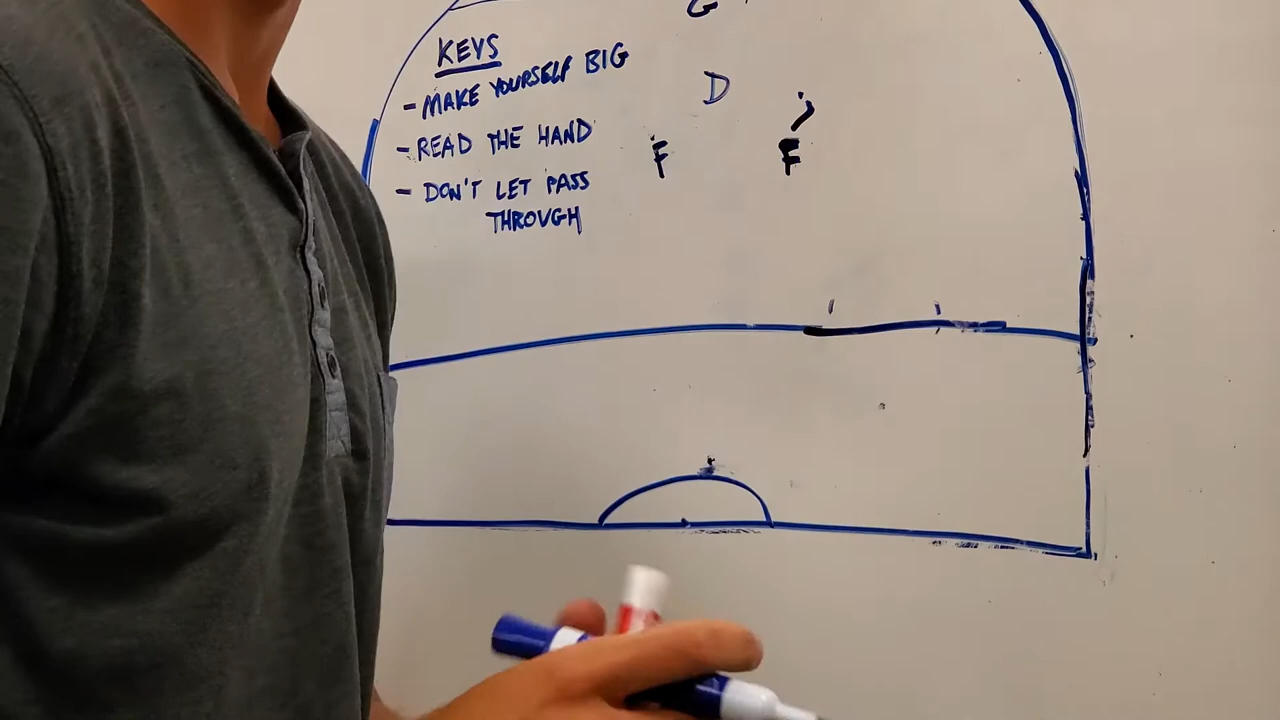 G
KEYS
- MAKE YOURSELF BIG
D
- READ THE HAND
F F
- DON'T LET PASS
THROUGH